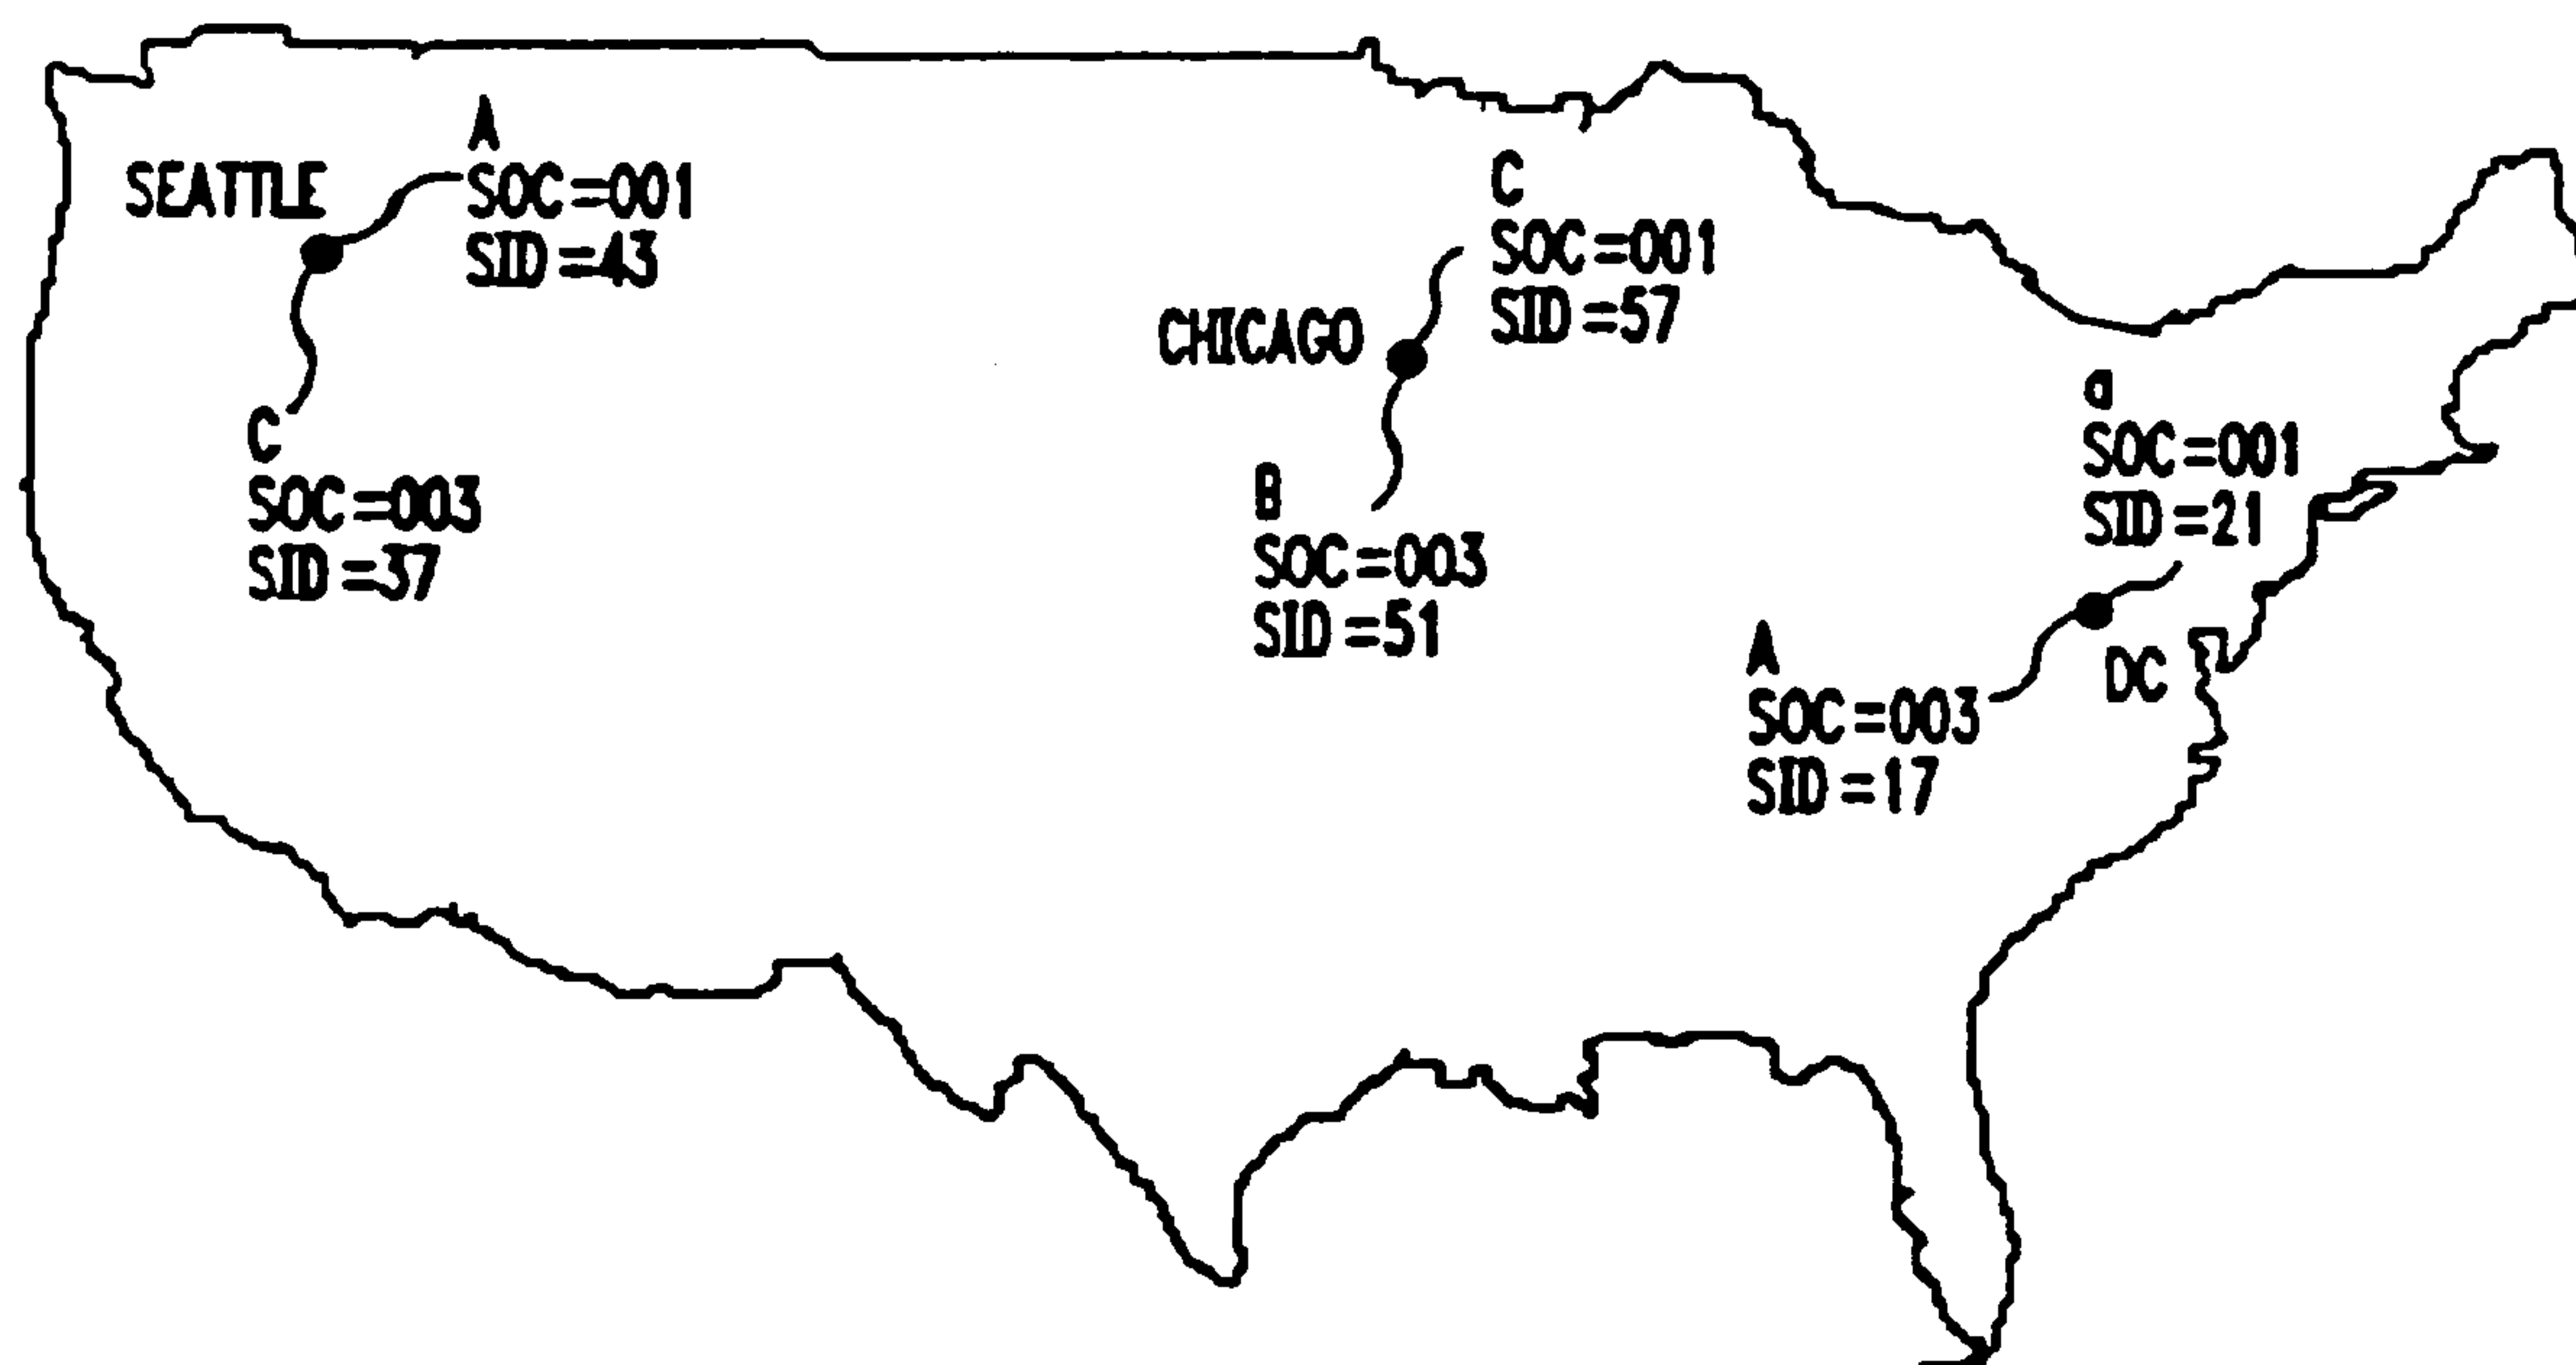 SEATTLE
A
SOC=001
SID=43
C
SOC=003
SID=37
CHICAGO
C
SOC=001
SID=57
B
SOC=003
SID=51
a
SOC=001
SID=21
DC
A
SOC=003
SID=17